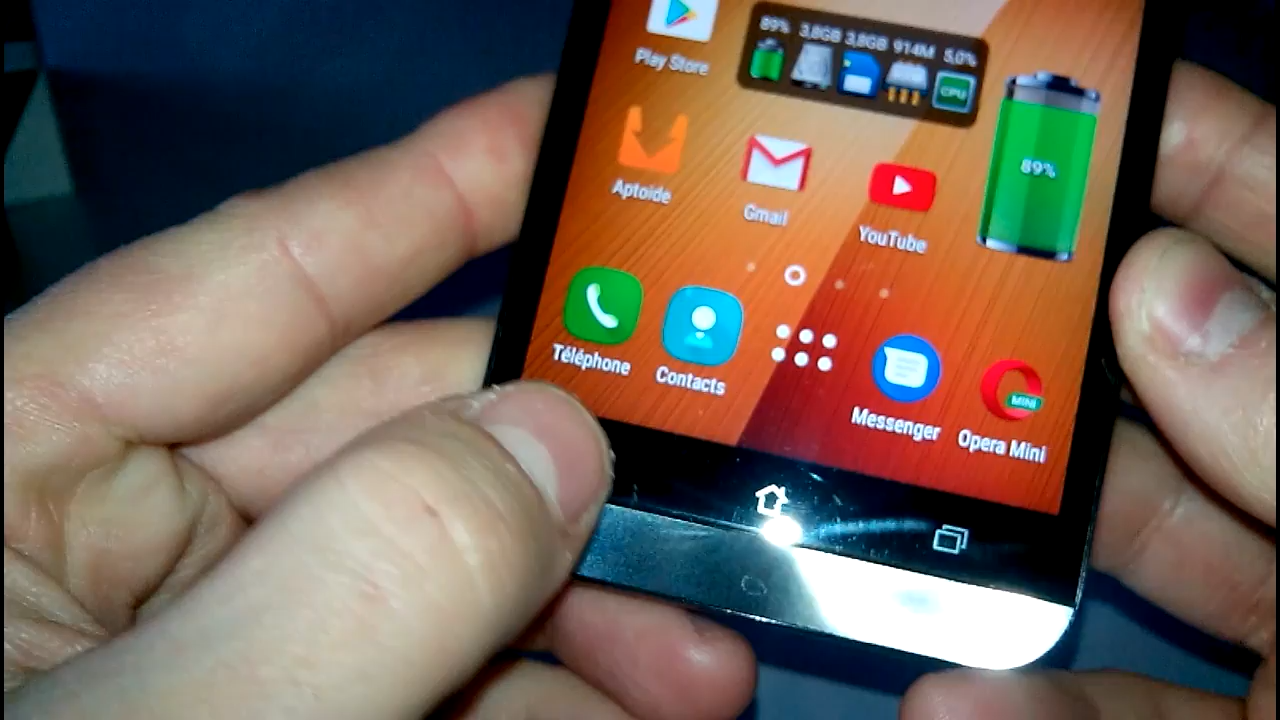 89% 3,8GB 3,8GB 914M 5,0%
CPU
Play Store
89%
Aptoide
Gmail
YouTube
Téléphone
Contacts
Messenger
MINI
Opera Mini